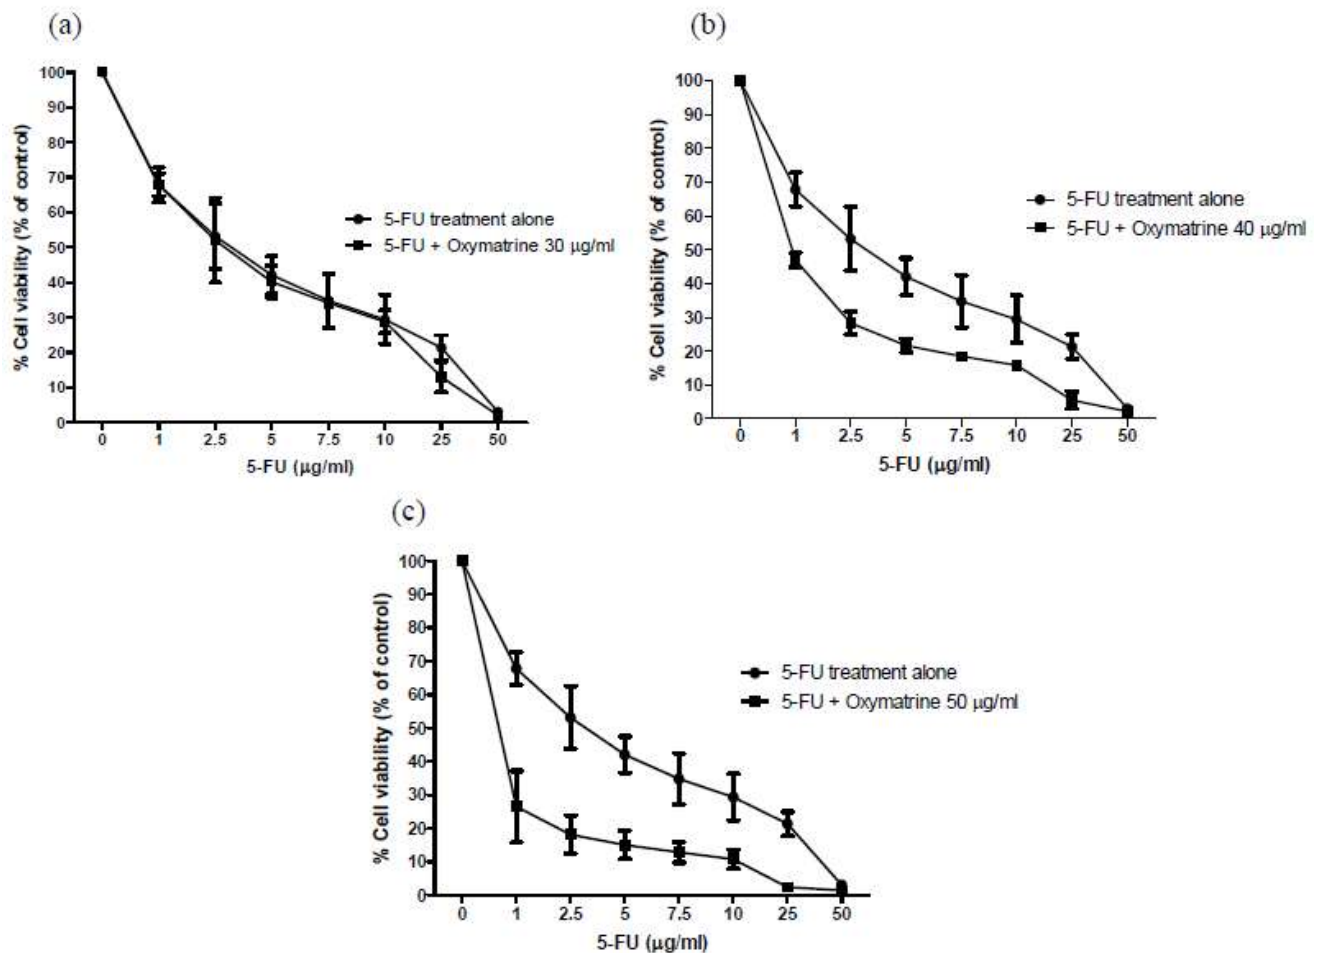 (a)
% Cell viability (% of control)
100
90
80
70
60
50
40
30
20
10
0
0 1 2.5 5 7.5 10 25 50
5-FU (μg/ml)
5-FU treatment alone
5-FU + Oxymatrine 30 μg/ml
(b)
% Cell viability (% of control)
100
90
80
70
60
50
40
30
20
10
0
0 1 2.5 5 7.5 10 25 50
5-FU (μg/ml)
5-FU treatment alone
5-FU + Oxymatrine 40 μg/ml
(c)
% Cell viability (% of control)
100
90
80
70
60
50
40
30
20
10
0
0 1 2.5 5 7.5 10 25 50
5-FU (μg/ml)
5-FU treatment alone
5-FU + Oxymatrine 50 μg/ml